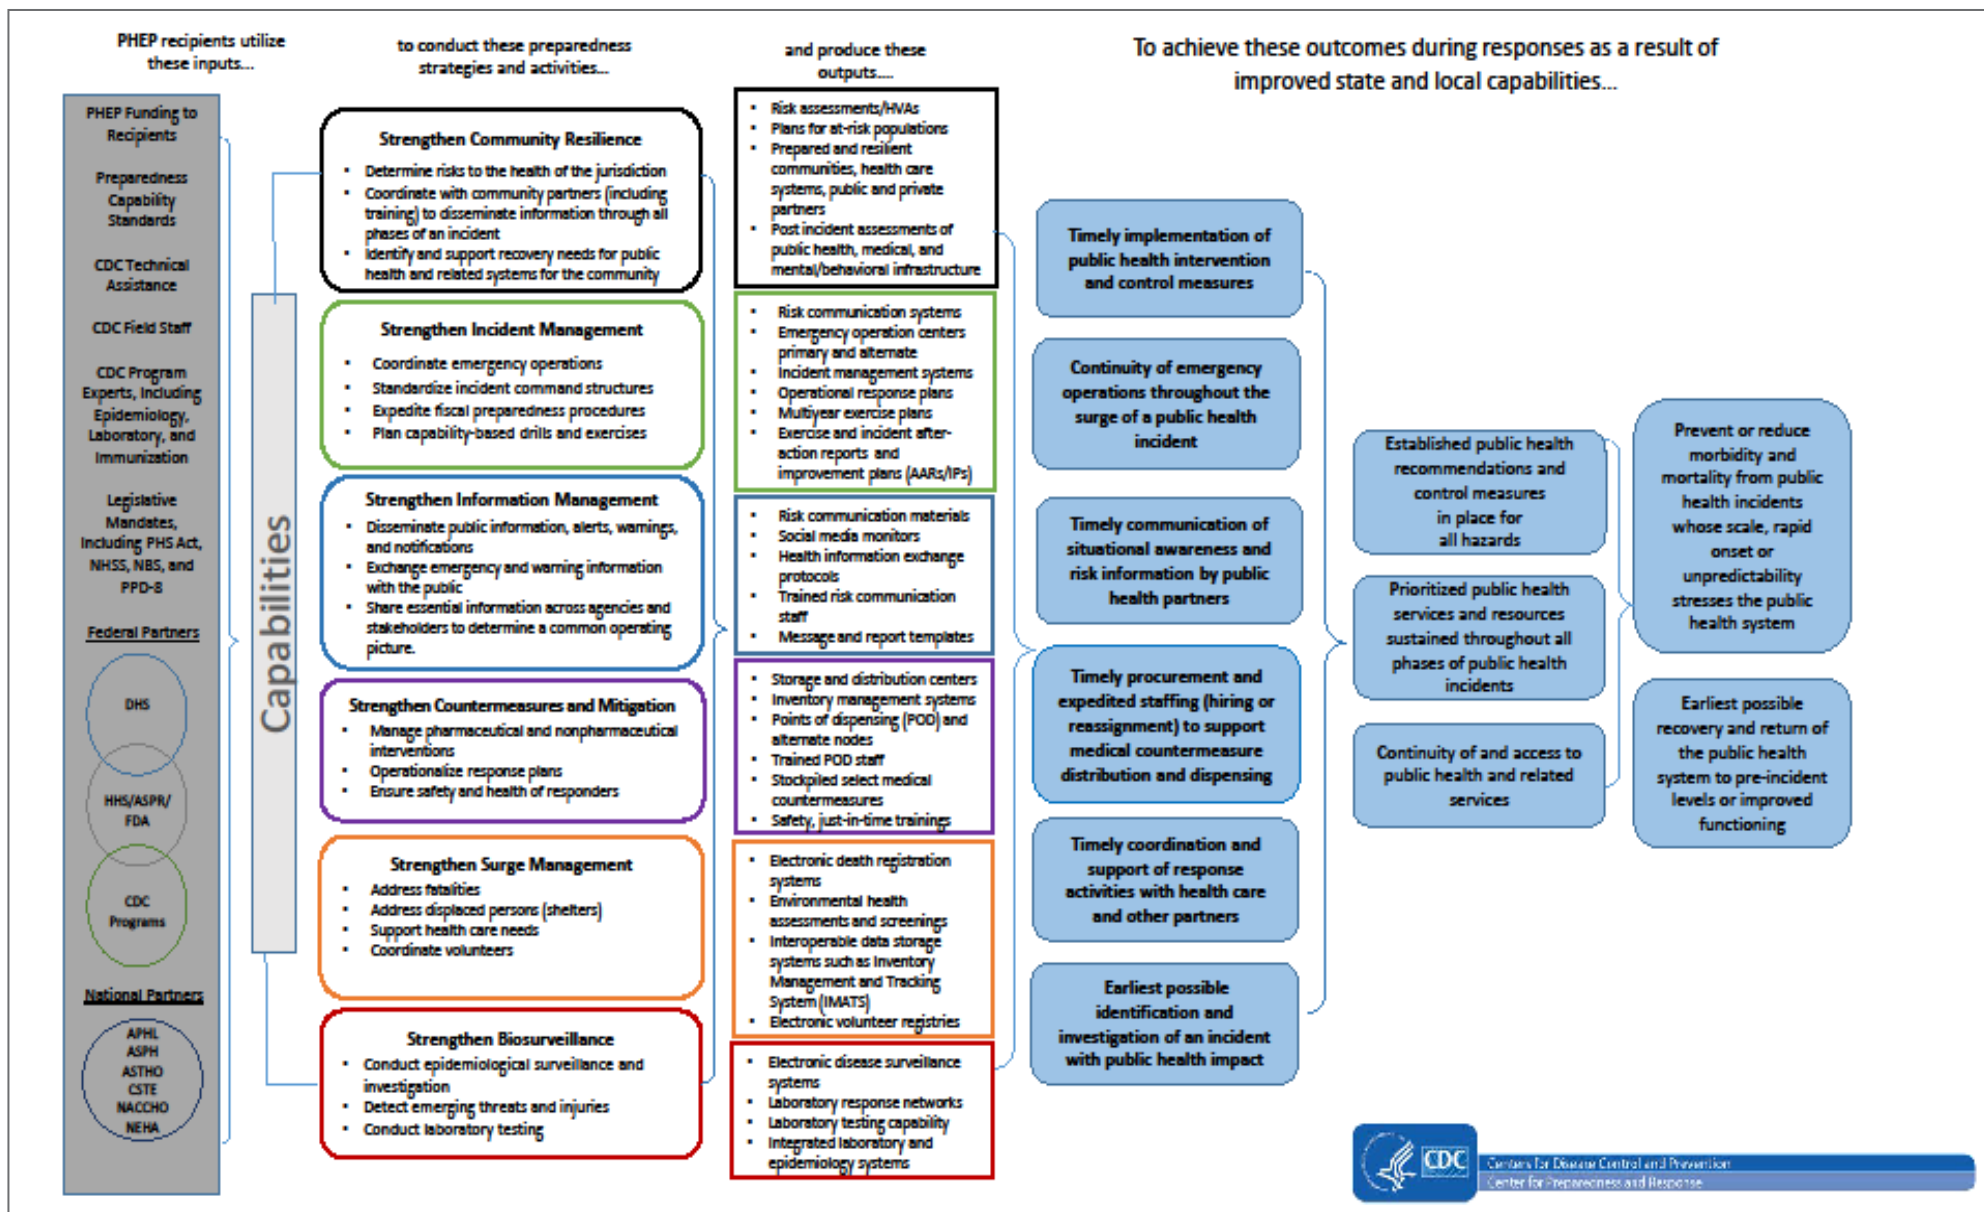 PHEP recipients utilize
these inputs...
to conduct these preparedness
strategies and activities...
and produce these
outputs....
To achieve these outcomes during responses as a result of
improved state and local capabilities...
PHEP Funding to
Recipients
Preparedness
Capability
Standards
CDC Technical
Assistance
CDC Field Staff
CDC Program
Experts, Including
Epidemiology,
Laboratory, and
Immunization
Legislative
Mandates,
Including PHS Act,
NHSS, NBS, and
PPD-8
Federal Partners
DHS
HHS/ASPR/
FDA
CDC
Programs
National Partners
APHL
ASPH
ASTHO
CSTE
NACCHO
NEHA
Capabilities
Strengthen Community Resilience
• Determine risks to the health of the jurisdiction
• Coordinate with community partners (including
training) to disseminate information through all
phases of an incident
• Identify and support recovery needs for public
health and related systems for the community
Strengthen Incident Management
• Coordinate emergency operations
• Standardize incident command structures
• Expedite fiscal preparedness procedures
• Plan capability-based drills and exercises
Strengthen Information Management
• Disseminate public information, alerts, warnings,
and notifications
• Exchange emergency and warning information
with the public
• Share essential information across agencies and
stakeholders to determine a common operating
picture.
Strengthen Countermeasures and Mitigation
• Manage pharmaceutical and nonpharmaceutical
interventions
• Operationalize response plans
• Ensure safety and health of responders
Strengthen Surge Management
• Address fatalities
• Address displaced persons (shelters)
• Support health care needs
• Coordinate volunteers
Strengthen Biosurveillance
• Conduct epidemiological surveillance and
investigation
• Detect emerging threats and injuries
• Conduct laboratory testing
• Risk assessments/HVAs
• Plans for at-risk populations
• Prepared and resilient
communities, health care
systems, public and private
partners
• Post incident assessments of
public health, medical, and
mental/behavioral infrastructure
• Risk communication systems
• Emergency operation centers
primary and alternate
• Incident management systems
• Operational response plans
• Multiyear exercise plans
• Exercise and incident after-
action reports and
improvement plans (AARs/IPs)
• Risk communication materials
• Social media monitors
• Health information exchange
protocols
• Trained risk communication
staff
• Message and report templates
• Storage and distribution centers
• Inventory management systems
• Points of dispensing (POD) and
alternate nodes
• Trained POD staff
• Stockpiled select medical
countermeasures
• Safety, just-in-time trainings
• Electronic death registration
systems
• Environmental health
assessments and screenings
• Interoperable data storage
systems such as Inventory
Management and Tracking
System (IMATS)
• Electronic volunteer registries
• Electronic disease surveillance
systems
• Laboratory response networks
• Laboratory testing capability
• Integrated laboratory and
epidemiology systems
Timely implementation of
public health intervention
and control measures
Continuity of emergency
operations throughout the
surge of a public health
incident
Timely communication of
situational awareness and
risk information by public
health partners
Timely procurement and
expedited staffing (hiring or
reassignment) to support
medical countermeasure
distribution and dispensing
Timely coordination and
support of response
activities with health care
and other partners
Earliest possible
identification and
investigation of an incident
with public health impact
Established public health
recommendations and
control measures
in place for
all hazards
Prioritized public health
services and resources
sustained throughout all
phases of public health
incidents
Continuity of and access to
public health and related
services
Prevent or reduce
morbidity and
mortality from public
health incidents
whose scale, rapid
onset or
unpredictability
stresses the public
health system
Earliest possible
recovery and return of
the public health
system to pre-incident
levels or improved
functioning
CDC
Centers for Disease Control and Prevention
Center for Preparedness and Response